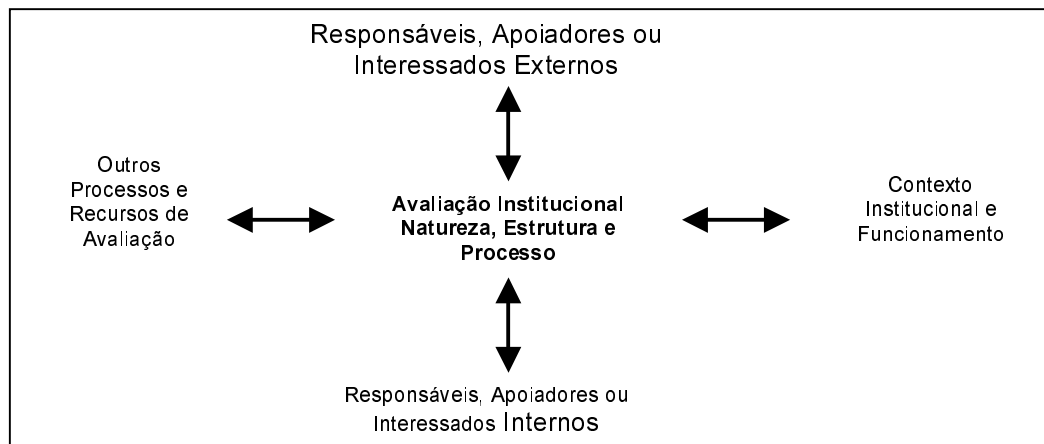 Responsáveis, Apoiadores ou
Interessados Externos
Outros
Processos e
Recursos de
Avaliação
Avaliação Institucional
Natureza, Estrutura e
Processo
Contexto
Institucional e
Funcionamento
Responsáveis, Apoiadores ou
Interessados Internos